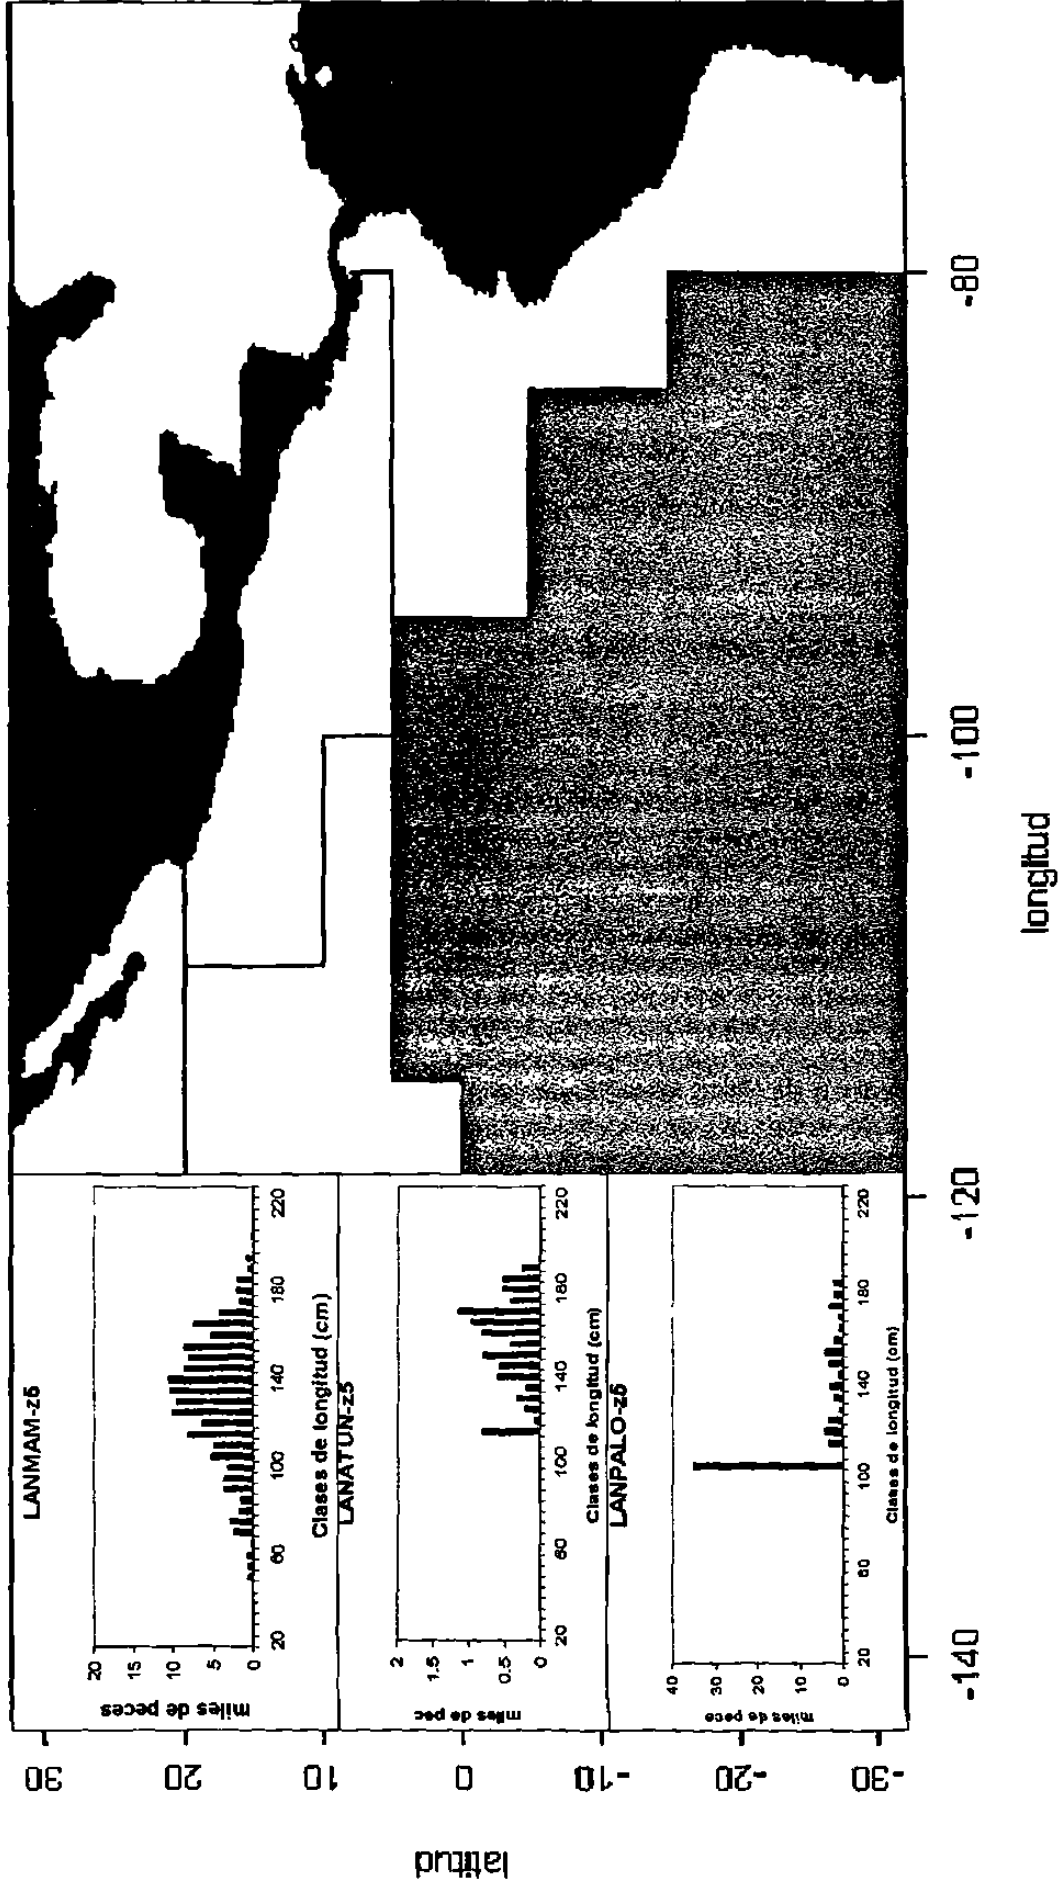 LANMAM-z5
20
15
10
5
0
miles de peces
20 60 100 140 180 220
Clases de longitud (cm)
LANATUN-z5
2
1.5
1
0.5
0
miles de pec
20 60 100 140 180 220
Clases de longitud (cm)
LANPALO-z5
40
30
20
10
0
miles de pece
20 60 100 140 180 220
Clases de longitud (cm)
latitud
30
20
10
0
-10
-20
-30
-140 -120 -100 -80
longitud